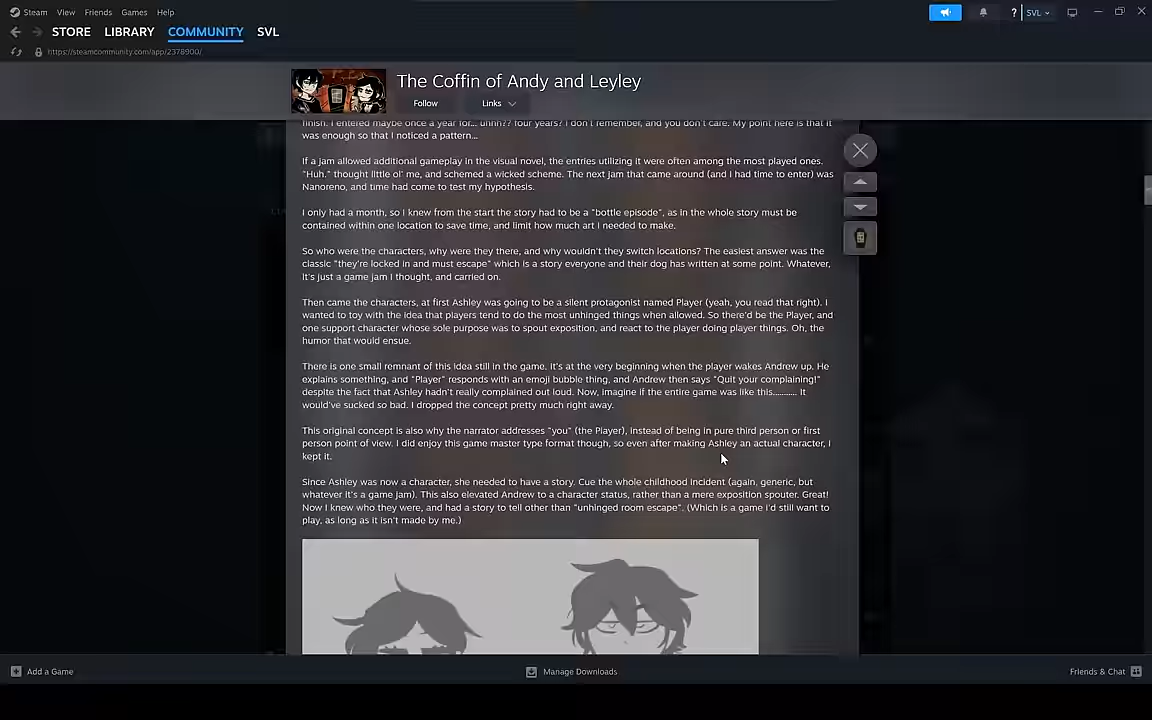 Steam View Friends Games Help
? SVL
STORE LIBRARY COMMUNITY SVL
https://steamcommunity.com/app/2378900/
The Coffin of Andy and Leyley
Follow Links
finish. I entered maybe once a year for... uhhh?? four years? I don't remember, and you don't care. My point here is that it
was enough so that I noticed a pattern...
If a jam allowed additional gameplay in the visual novel, the entries utilizing it were often among the most played ones.
"Huh." thought little ol' me, and schemed a wicked scheme. The next jam that came around (and I had time to enter) was
Nanoreno, and time had come to test my hypothesis.
I only had a month, so I knew from the start the story had to be a "bottle episode", as in the whole story must be
contained within one location to save time, and limit how much art I needed to make.
So who were the characters, why were they there, and why wouldn't they switch locations? The easiest answer was the
classic "they're locked in and must escape" which is a story everyone and their dog has written at some point. Whatever,
it's just a game jam I thought, and carried on.
Then came the characters, at first Ashley was going to be a silent protagonist named Player (yeah, you read that right). I
wanted to toy with the idea that players tend to do the most unhinged things when allowed. So there'd be the Player, and
one support character whose sole purpose was to spout exposition, and react to the player doing player things. Oh, the
humor that would ensue.
There is one small remnant of this idea still in the game. It's at the very beginning when the player wakes Andrew up. He
explains something, and "Player" responds with an emoji bubble thing, and Andrew then says "Quit your complaining!"
despite the fact that Ashley hadn't really complained out loud. Now, imagine if the entire game was like this........... It
would've sucked so bad. I dropped the concept pretty much right away.
This original concept is also why the narrator addresses "you" (the Player), instead of being in pure third person or first
person point of view. I did enjoy this game master type format though, so even after making Ashley an actual character, I
kept it.
Since Ashley was now a character, she needed to have a story. Cue the whole childhood incident (again, generic, but
whatever it's a game jam). This also elevated Andrew to a character status, rather than a mere exposition spouter. Great!
Now I knew who they were, and had a story to tell other than "unhinged room escape". (Which is a game i'd still want to
play, as long as it isn't made by me.)
Add a Game Manage Downloads Friends & Chat